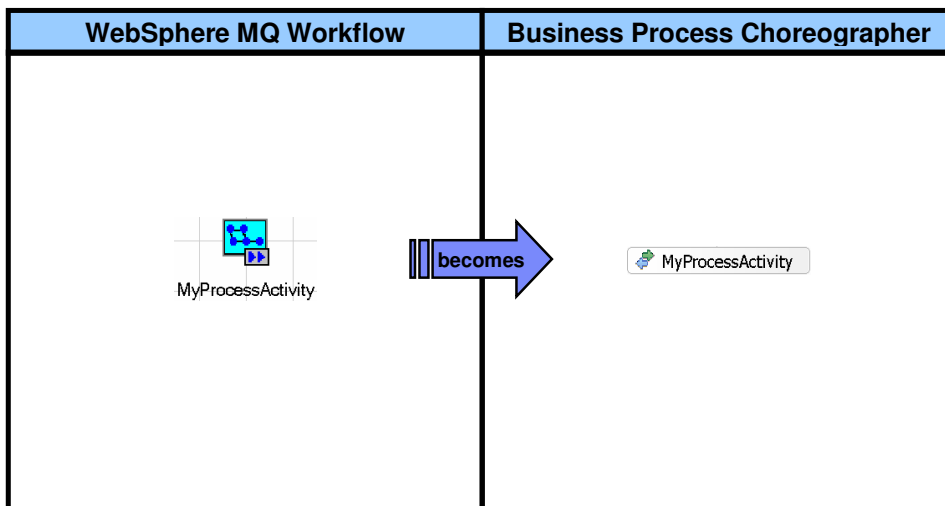 WebSphere MQ Workflow
Business Process Choreographer
becomes
MyProcessActivity
MyProcessActivity